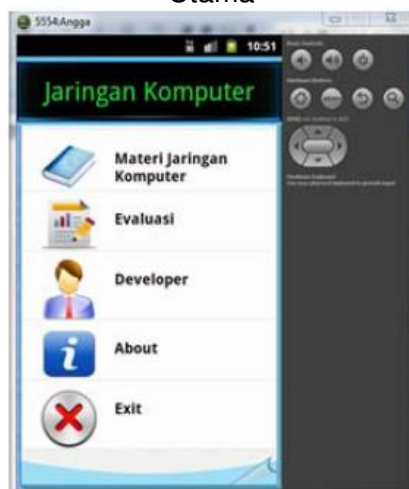 Utama
5554:Angga
10:51
Jaringan Komputer
Materi Jaringan
Komputer
Evaluasi
Developer
About
Exit